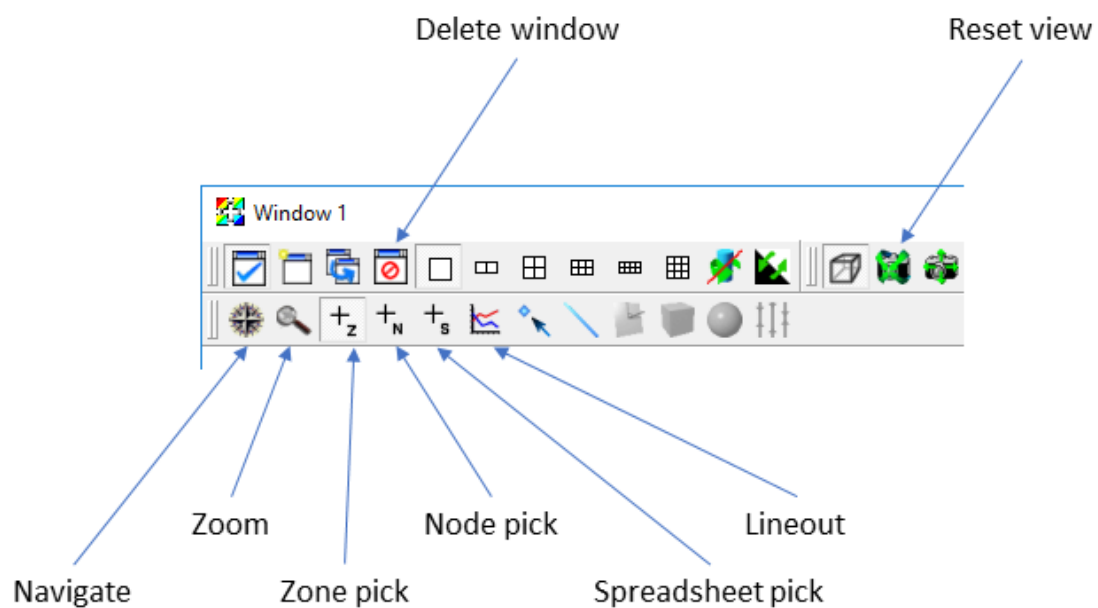 Delete window
Reset view
Window 1
+Z
+N
+S
Zoom
Node pick
Lineout
Navigate
Zone pick
Spreadsheet pick